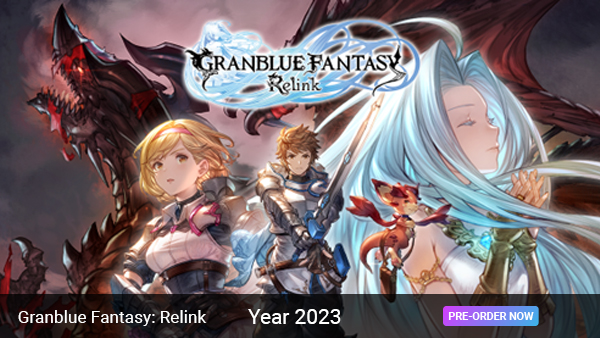 GRANBLUE FANTASY
Relink
Granblue Fantasy: Relink Year 2023 PRE-ORDER NOW